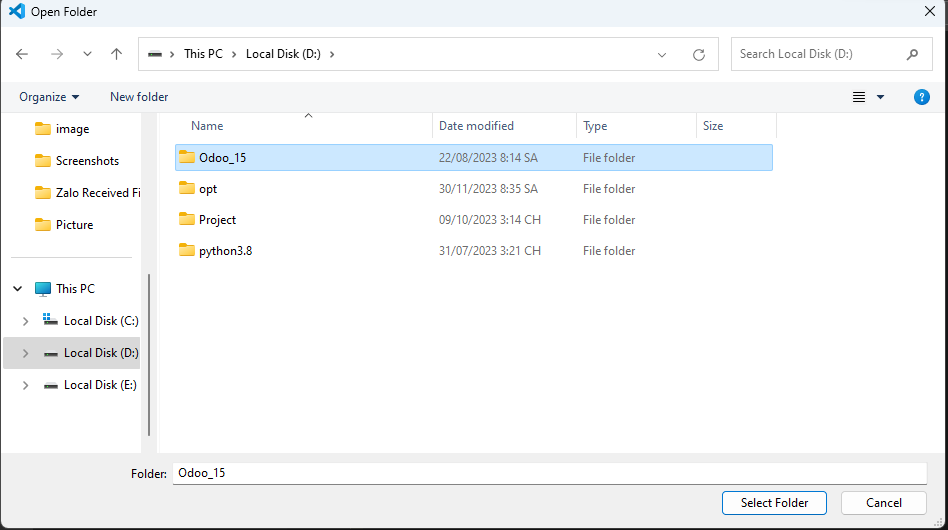 Open Folder
This PC > Local Disk (D:) >
Search Local Disk (D:)
Organize
New folder
Name Date modified Type Size
image
Screenshots
Zalo Received Fi
Picture
This PC
Local Disk (C:)
Local Disk (D:)
Local Disk (E:)
Odoo_15 22/08/2023 8:14 SA File folder
opt 30/11/2023 8:35 SA File folder
Project 09/10/2023 3:14 CH File folder
python3.8 31/07/2023 3:21 CH File folder
Folder: Odoo_15
Select Folder
Cancel